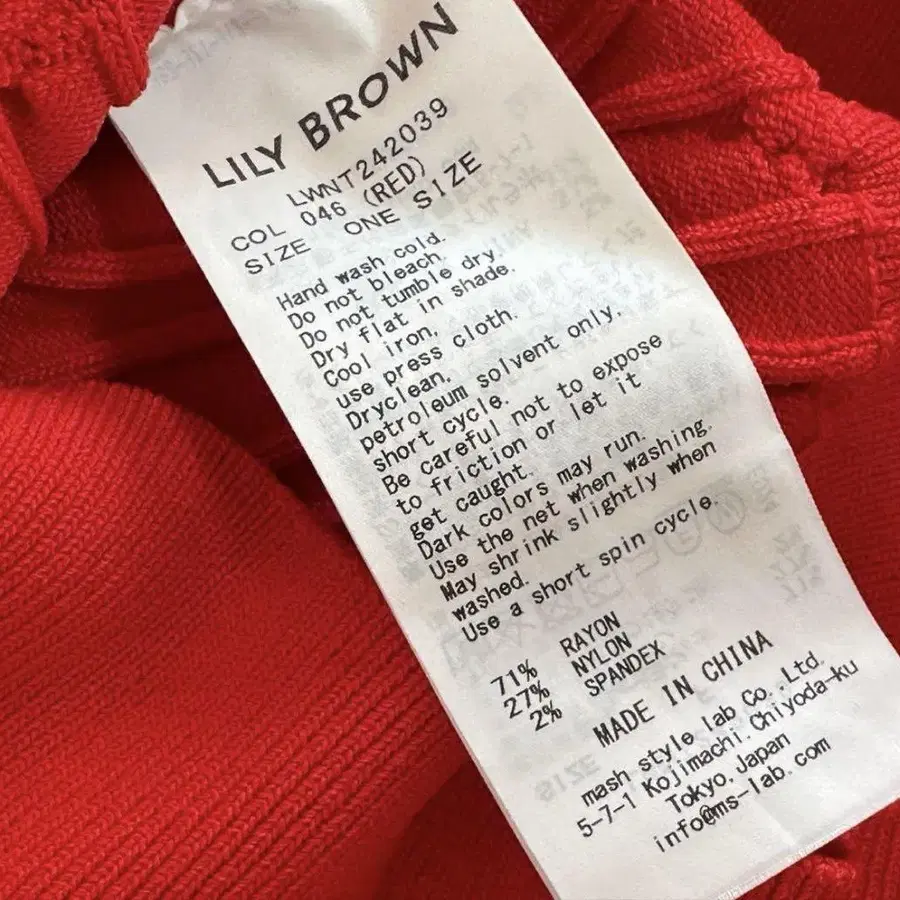 LILY BROWN
LWNT242039
COL 046 (RED)
SIZE ONE SIZE
Hand wash cold.
Do not bleach.
Do not tumble dry.
Dry flat in shade.
Cool iron,
use press cloth.
Dryclean,
petroleum solvent only,
short cycle.
Be careful not to expose
to friction or let it
get caught.
Dark colors may run.
Use the net when washing.
May shrink slightly when
washed.
Use a short spin cycle.
71% RAYON
27% NYLON
2% SPANDEX
MADE IN CHINA
mash style lab Co.,Ltd.
5-7-1 Kojimachi.Chiyoda-ku
Tokyo.Japan
info@ms-lab.com